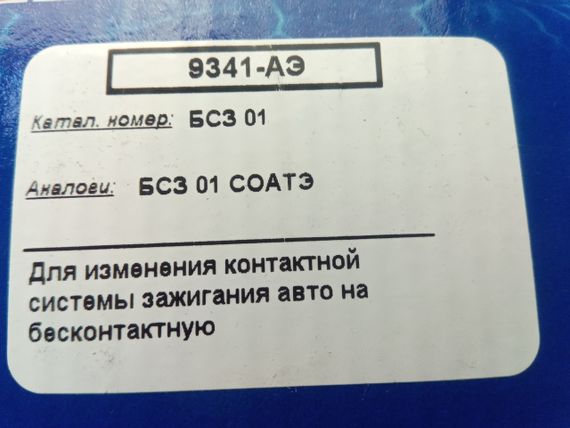 9341-АЭ
Катал. номер: БСЗ 01
Аналоги: БСЗ 01 СОАТЭ
Для изменения контактной
системы зажигания авто на
бесконтактную